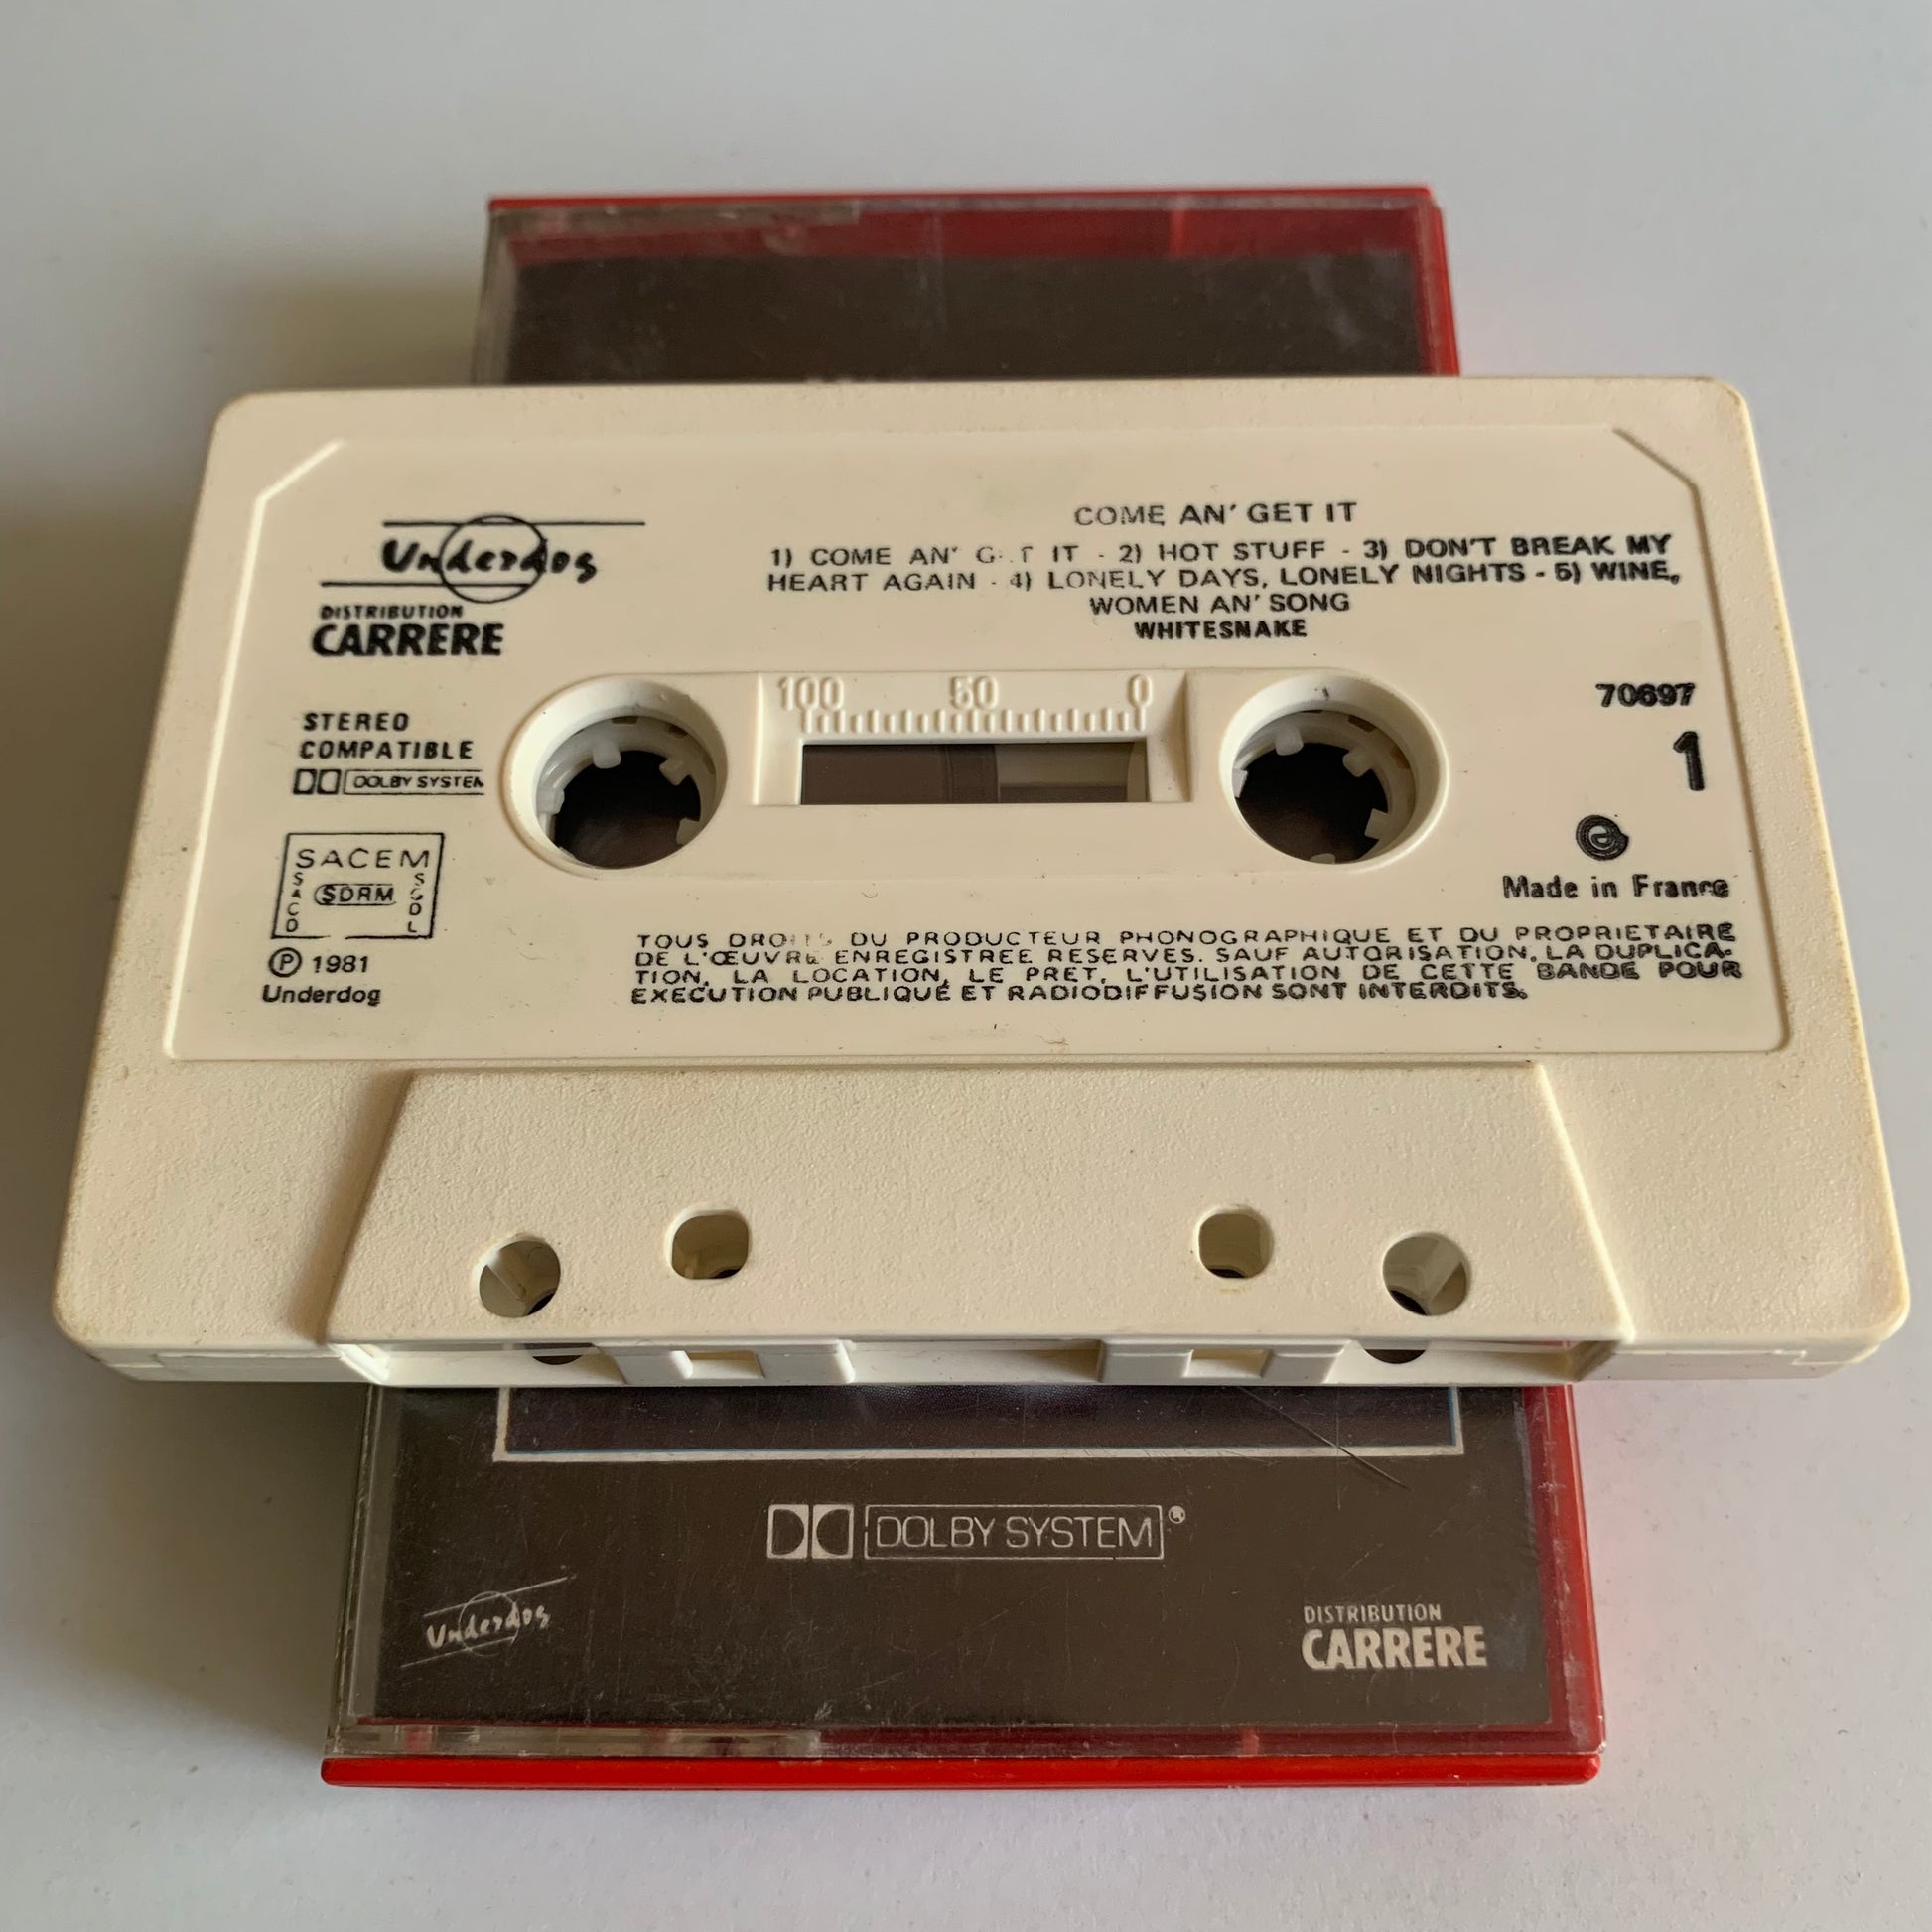 Underdog
DISTRIBUTION
CARRERE
COME AN' GET IT
1) COME AN' G T IT - 2) HOT STUFF - 3) DON'T BREAK MY
HEART AGAIN - 4) LONELY DAYS, LONELY NIGHTS - 5) WINE,
WOMEN AN' SONG
WHITESNAKE
STEREO
COMPATIBLE
DOLBY SYSTEM
100 50 0
70697
1
SACEM
SACD
SDRM
SCDL
Made in France
Ⓟ 1981
Underdog
TOUS DROITS DU PRODUCTEUR PHONOGRAPHIQUE ET DU PROPRIETAIRE
DE L'ŒUVRE ENREGISTREE RESERVES. SAUF AUTORISATION, LA DUPLICA-
TION, LA LOCATION, LE PRET, L'UTILISATION DE CETTE BANDE POUR
EXECUTION PUBLIQUE ET RADIODIFFUSION SONT INTERDITS.
DOLBY SYSTEM®
Underdog
DISTRIBUTION
CARRERE